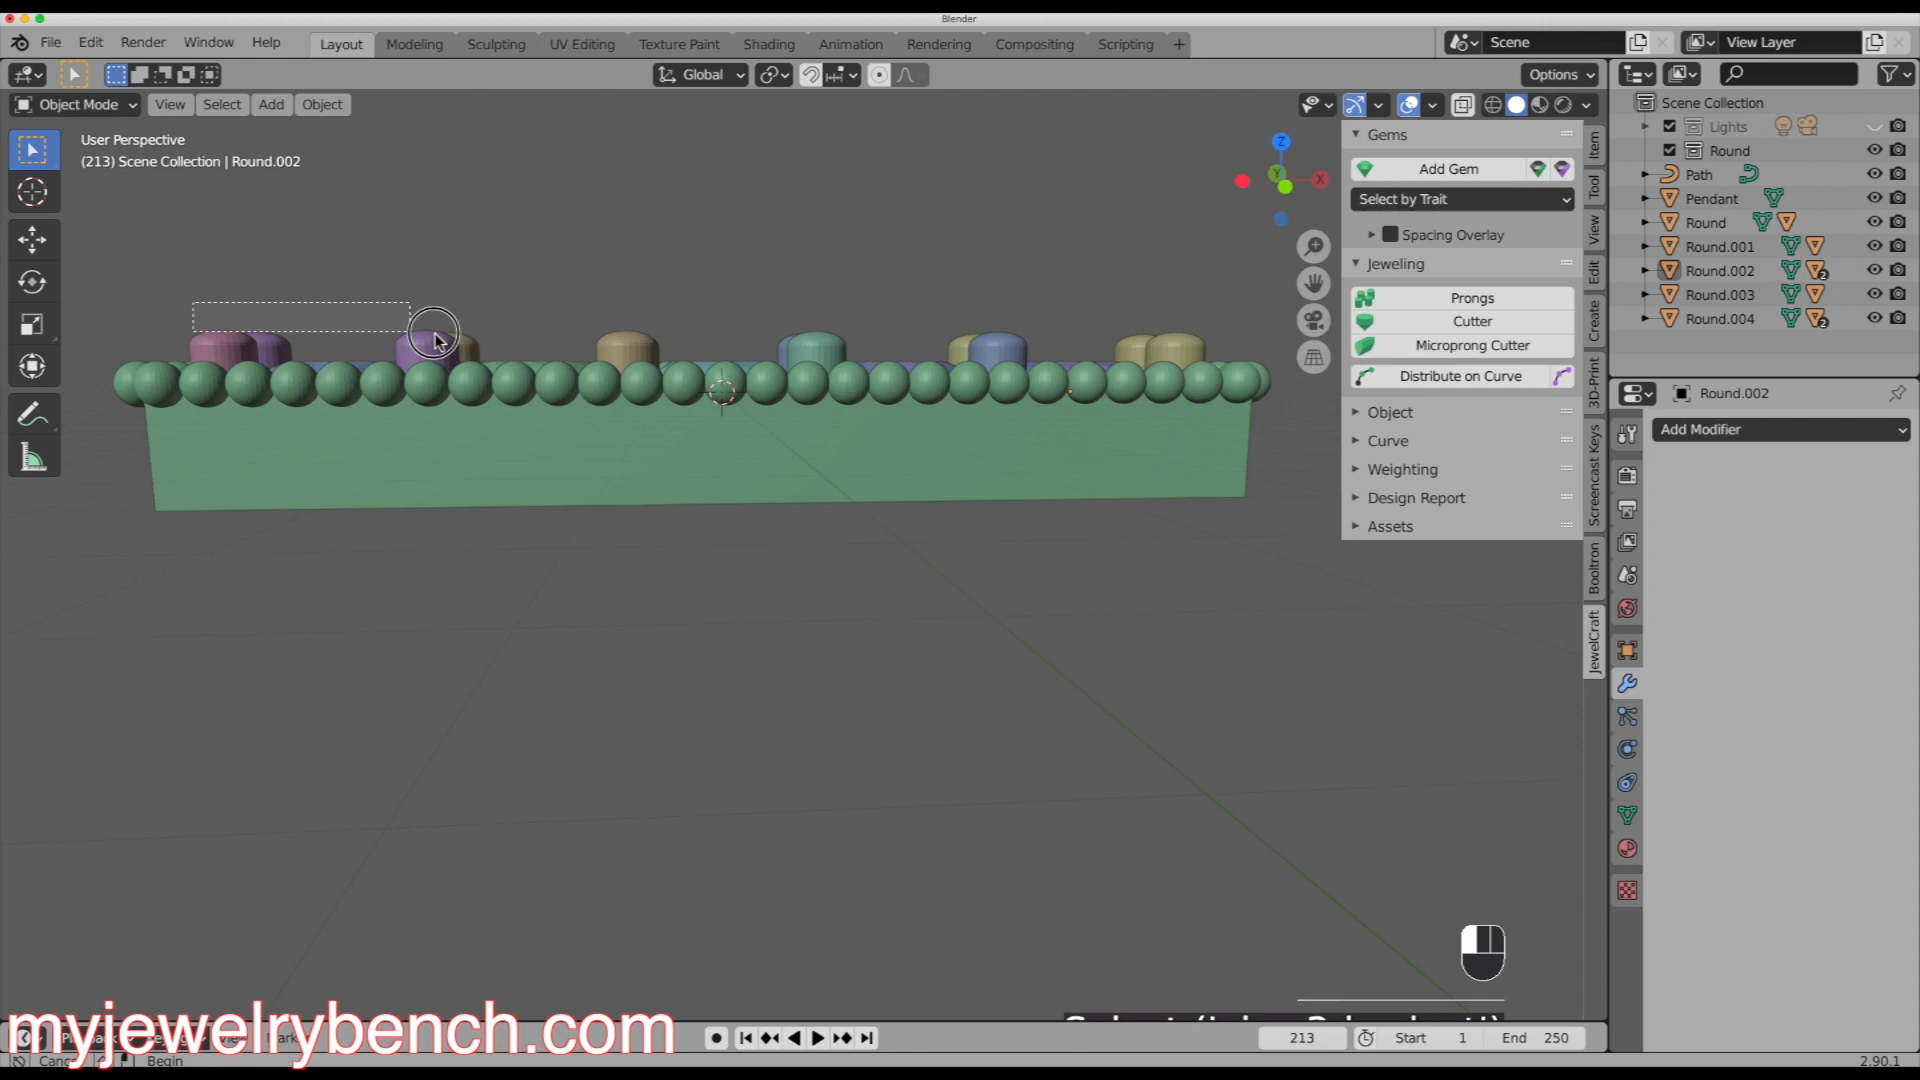 Blender
File Edit Render Window Help
Layout Modeling Sculpting UV Editing Texture Paint Shading Animation Rendering Compositing Scripting +
Scene
View Layer
Global
Options
Object Mode View Select Add Object
User Perspective
(213) Scene Collection | Round.002
Z
Y
X
Gems
Add Gem
Select by Trait
Spacing Overlay
Jeweling
Prongs
Cutter
Microprong Cutter
Distribute on Curve
Object
Curve
Weighting
Design Report
Assets
Item
Tool
View
Edit
Create
3D-Print
Screencast Keys
Booltron
JewelCraft
Scene Collection
Lights
Round
Path
Pendant
Round
Round.001
Round.002
2
Round.003
Round.004
2
Round.002
Add Modifier
myjewelrybench.com
213
Start 1
End 250
Begin
2.90.1